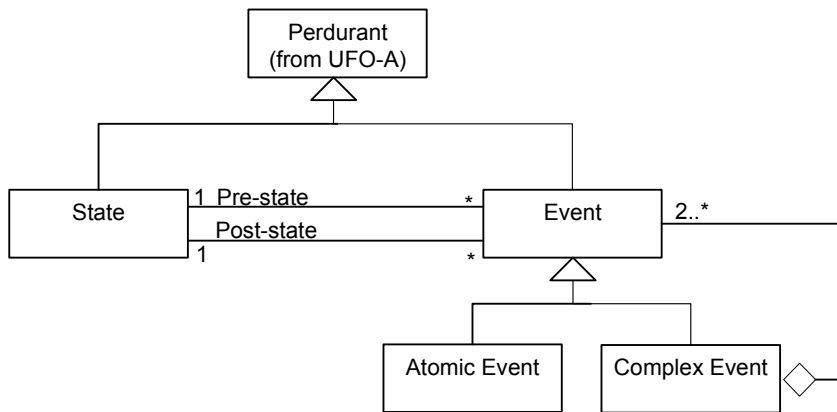 Perdurant
(from UFO-A)
1 Pre-state *
State
Event
2..*
Post-state
1 *
Atomic Event
Complex Event